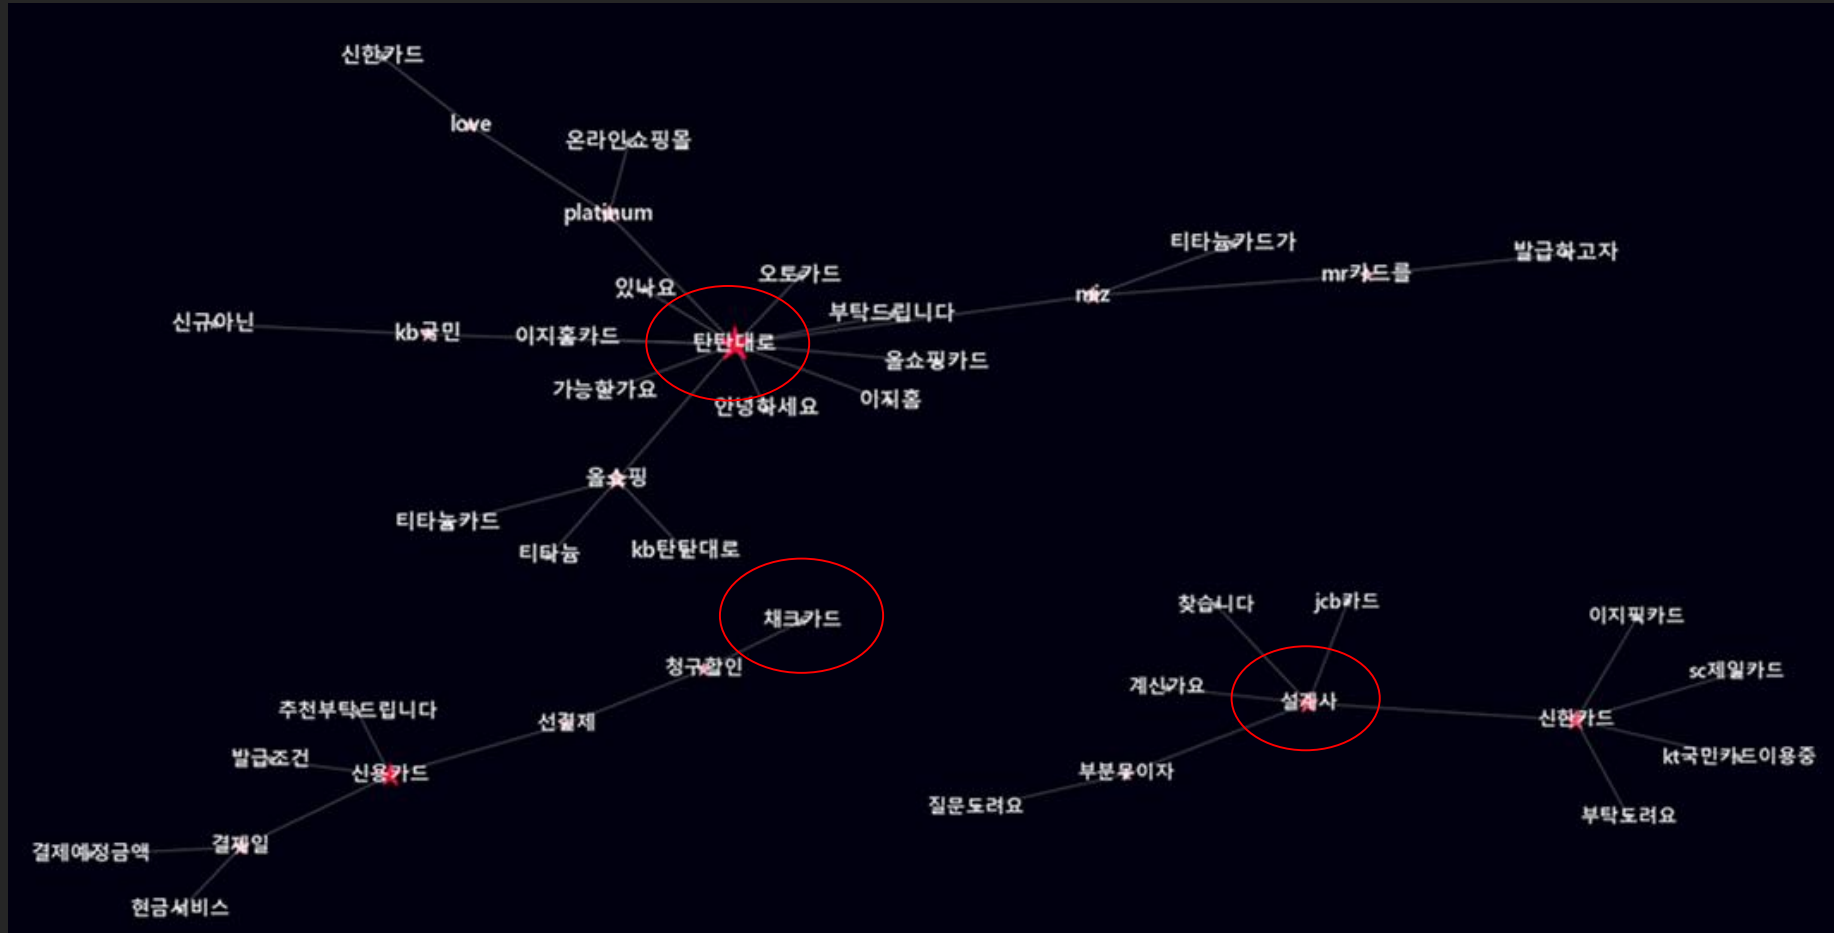 신한카드
love
온라인쇼핑몰
platinum
티타늄카드가
발급하고자
mr카드를
miz
오토카드
있나요
부탁드립니다
신규아닌
kb국민
이지홈카드
탄탄대로
올쇼핑카드
가능한가요
안녕하세요
이지홈
올쇼핑
티타늄카드
티타늄
kb탄탄대로
체크카드
청구할인
선결제
추천부탁드립니다
발급조건
신용카드
결제일
결제예정금액
현금서비스
찾습니다
jcb카드
이지픽카드
sc제일카드
계신가요
설계사
신한카드
kt국민카드이용중
부분무이자
질문도려요
부탁도려요